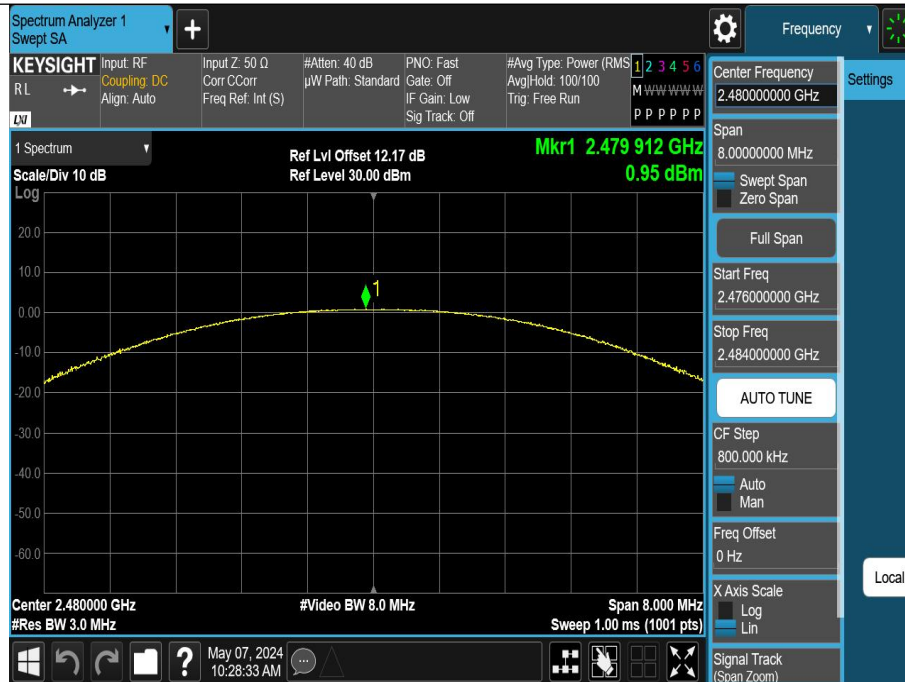 Spectrum Analyzer 1
Swept SA
Frequency
KEYSIGHT
RL
LXI
Input: RF
Coupling: DC
Align: Auto
Input Z: 50 Ω
Corr CCorr
Freq Ref: Int (S)
#Atten: 40 dB
µW Path: Standard
PNO: Fast
Gate: Off
IF Gain: Low
Sig Track: Off
#Avg Type: Power (RMS
Avg|Hold: 100/100
Trig: Free Run
1 2 3 4 5 6
M W W W W W
P P P P P P
1 Spectrum
Scale/Div 10 dB
Log
Ref Lvl Offset 12.17 dB
Ref Level 30.00 dBm
Mkr1 2.479 912 GHz
0.95 dBm
20.0
10.0
1
0.00
-10.0
-20.0
-30.0
-40.0
-50.0
-60.0
Center 2.480000 GHz
#Res BW 3.0 MHz
#Video BW 8.0 MHz
Span 8.000 MHz
Sweep 1.00 ms (1001 pts)
Center Frequency
2.480000000 GHz
Settings
Span
8.00000000 MHz
Swept Span
Zero Span
Full Span
Start Freq
2.476000000 GHz
Stop Freq
2.484000000 GHz
AUTO TUNE
CF Step
800.000 kHz
Auto
Man
Freq Offset
0 Hz
Local
X Axis Scale
Log
Lin
Signal Track
(Span Zoom)
?
May 07, 2024
10:28:33 AM